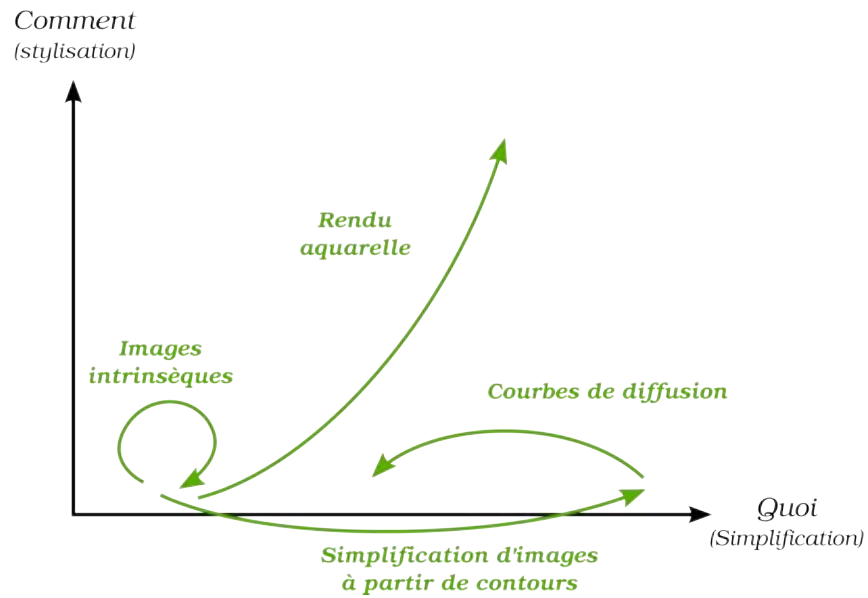 Comment
(stylisation)
Rendu
aquarelle
Images
intrinsèques
Courbes de diffusion
Quoi
(Simplification)
Simplification d'images
à partir de contours